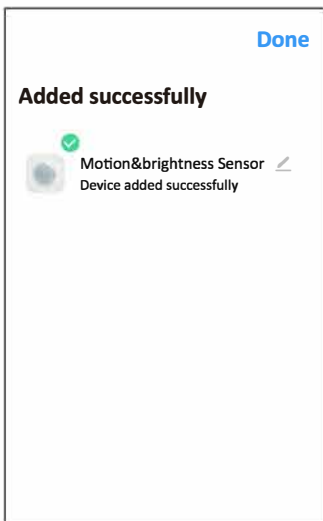 Done
Added successfully
Motion&brightness Sensor
Device added successfully